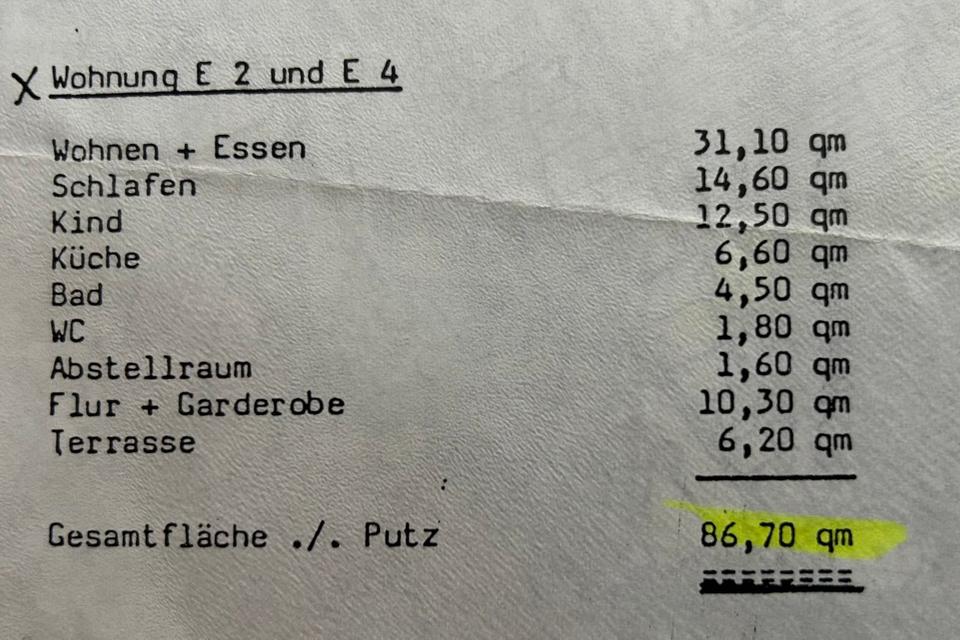 X Wohnung E 2 und E 4
Wohnen + Essen 31,10 qm
Schlafen 14,60 qm
Kind 12,50 qm
Küche 6,60 qm
Bad 4,50 qm
WC 1,80 qm
Abstellraum 1,60 qm
Flur + Garderobe 10,30 qm
Terrasse 6,20 qm
Gesamtfläche ./. Putz 86,70 qm
========